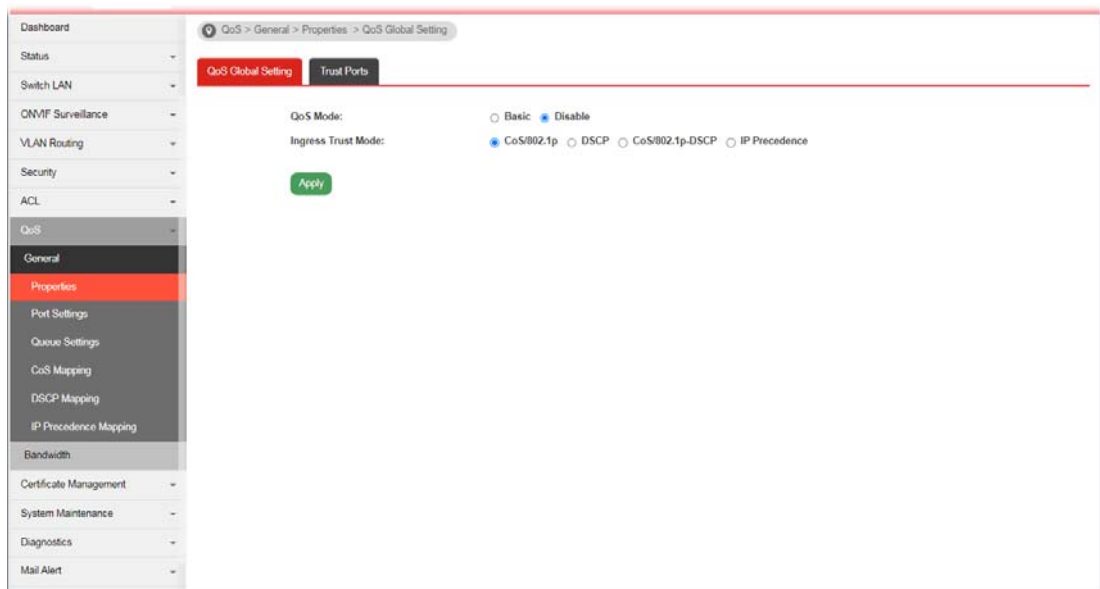 Dashboard
Status
Switch LAN
ONVIF Surveillance
VLAN Routing
Security
ACL
QoS
General
Properties
Port Settings
Queue Settings
CoS Mapping
DSCP Mapping
IP Precedence Mapping
Bandwidth
Certificate Management
System Maintenance
Diagnostics
Mail Alert
QoS > General > Properties > QoS Global Setting
QoS Global Setting Trust Ports
QoS Mode: Basic Disable
Ingress Trust Mode: CoS/802.1p DSCP CoS/802.1p-DSCP IP Precedence
Apply